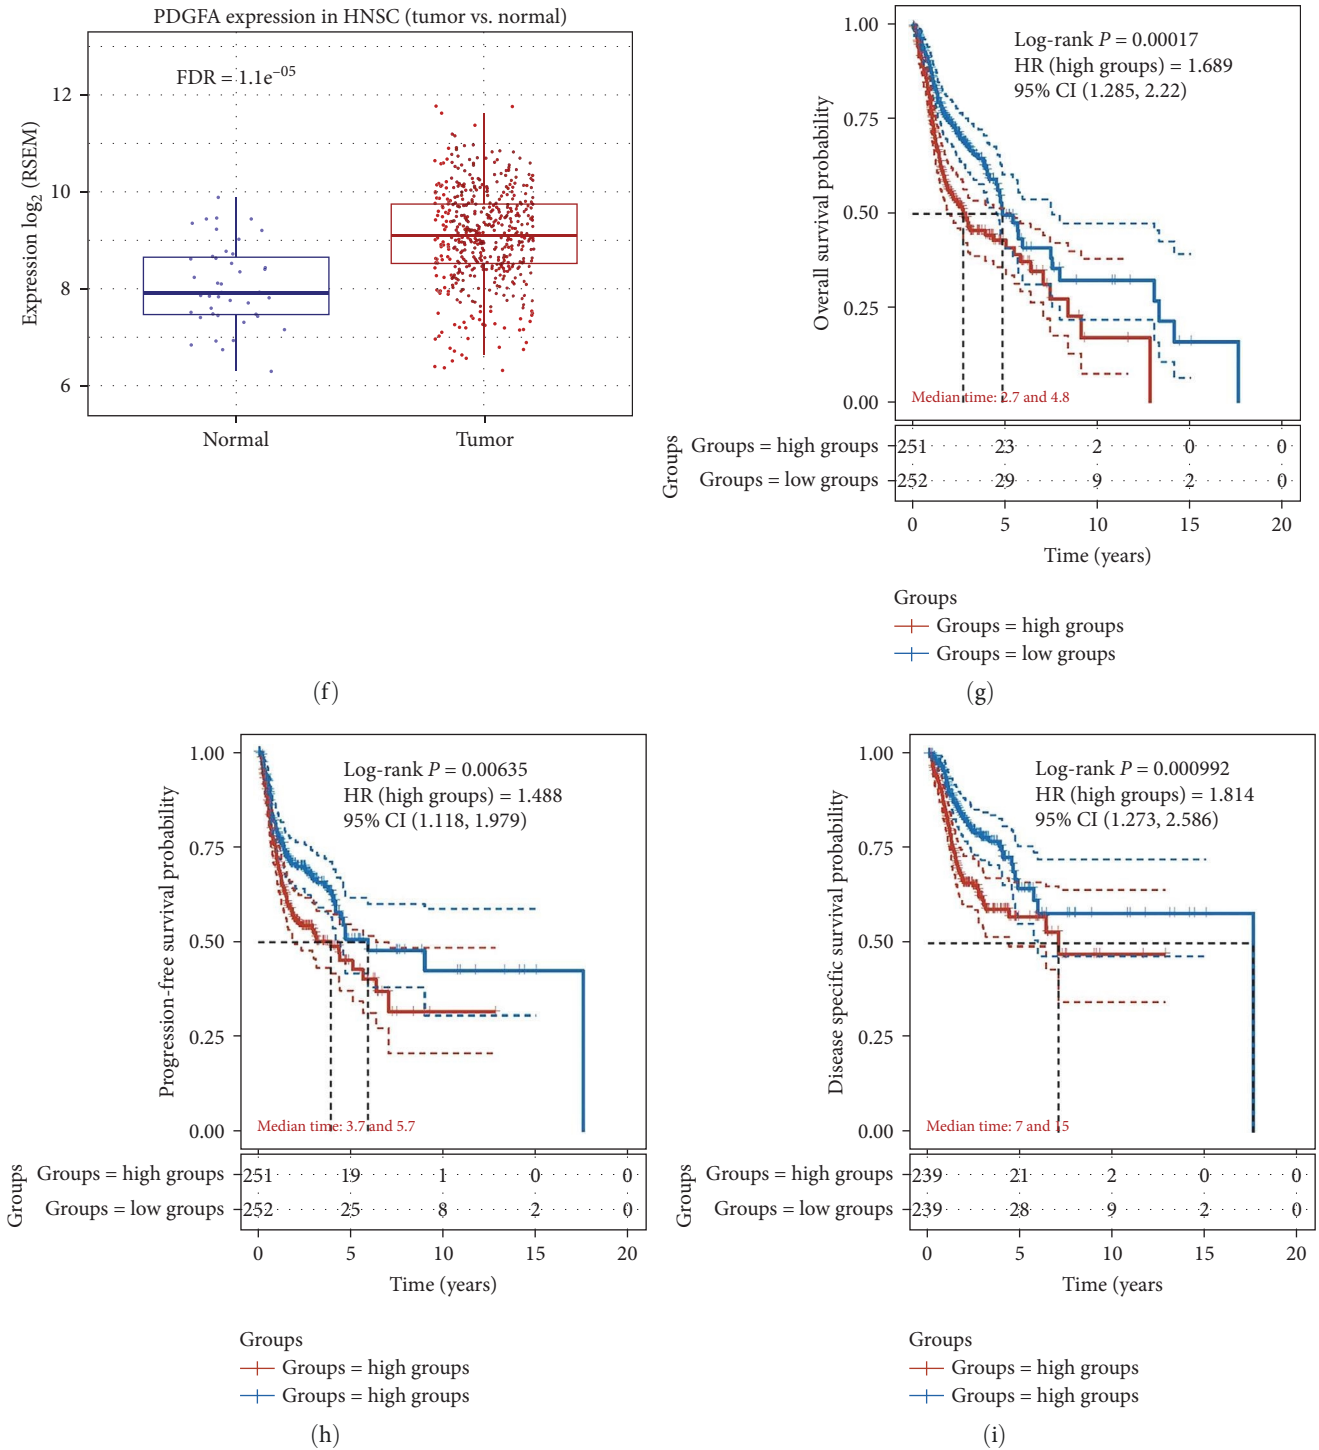 PDGFA expression in HNSC (tumor vs. normal)
FDR = 1.1e⁻⁰⁵
Expression log₂ (RSEM)
12
10
8
6
Normal Tumor
(f)
Overall survival probability
1.00
0.75
0.50
0.25
0.00
Log-rank P = 0.00017
HR (high groups) = 1.689
95% CI (1.285, 2.22)
Median time: 2.7 and 4.8
Groups
Groups = high groups 251 23 2 0 0
Groups = low groups 252 29 9 2 0
0 5 10 15 20
Time (years)
Groups
Groups = high groups
Groups = low groups
(g)
Progression-free survival probability
1.00
0.75
0.50
0.25
0.00
Log-rank P = 0.00635
HR (high groups) = 1.488
95% CI (1.118, 1.979)
Median time: 3.7 and 5.7
Groups
Groups = high groups 251 19 1 0 0
Groups = low groups 252 25 8 2 0
0 5 10 15 20
Time (years)
Groups
Groups = high groups
Groups = high groups
(h)
Disease specific survival probability
1.00
0.75
0.50
0.25
0.00
Log-rank P = 0.000992
HR (high groups) = 1.814
95% CI (1.273, 2.586)
Median time: 7 and 15
Groups
Groups = high groups 239 21 2 0 0
Groups = low groups 239 28 9 2 0
0 5 10 15 20
Time (years
Groups
Groups = high groups
Groups = high groups
(i)